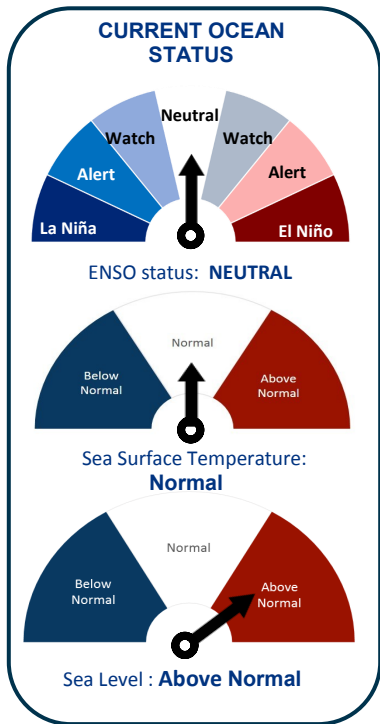 CURRENT OCEAN
STATUS
Neutral
Watch
Watch
Alert
Alert
La Niña
El Niño
ENSO status: NEUTRAL
Normal
Below
Normal
Above
Normal
Sea Surface Temperature:
Normal
Normal
Below
Normal
Above
Normal
Sea Level : Above Normal